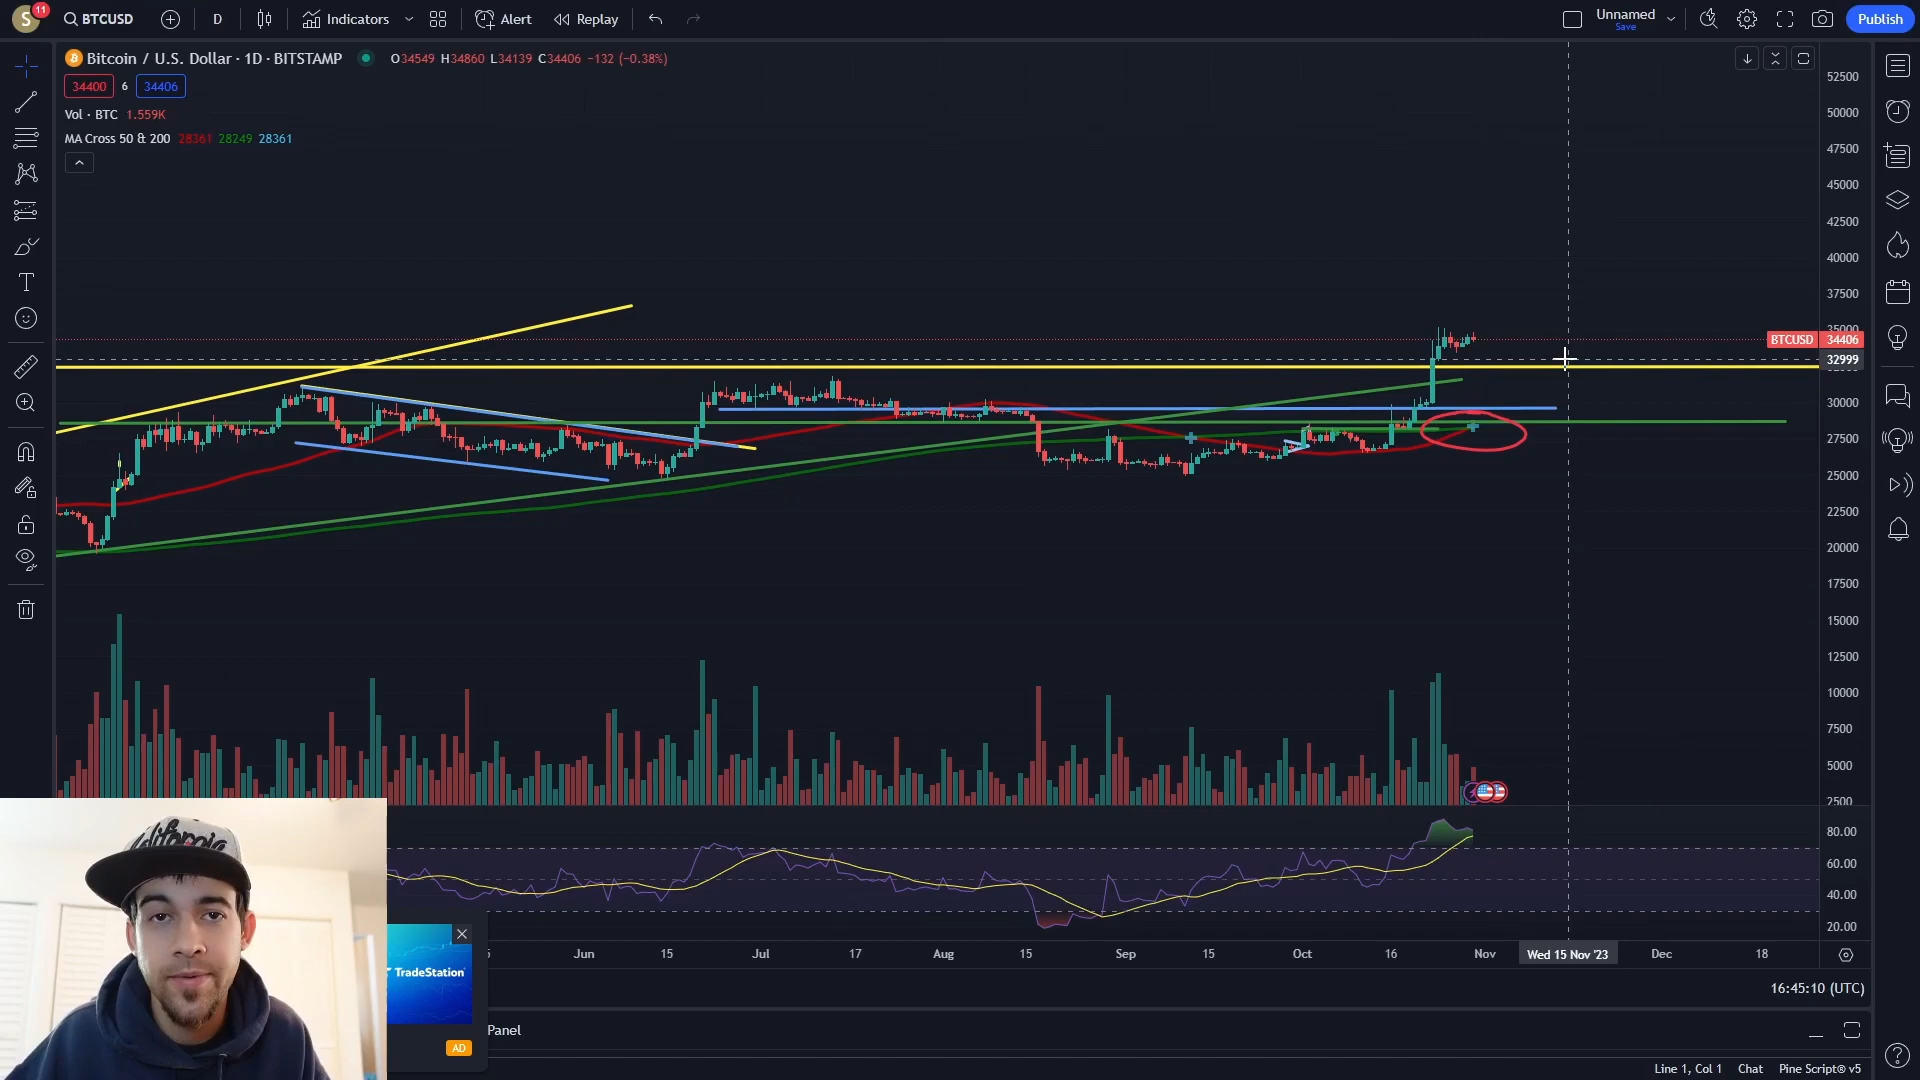 S 11 BTCUSD D Indicators Alert Replay Unnamed Save Publish
Bitcoin / U.S. Dollar · 1D · BITSTAMP O34549 H34860 L34139 C34406 −132 (−0.38%)
34400 6 34406
Vol · BTC 1.559K
MA Cross 50 & 200 28361 28249 28361
52500
50000
47500
45000
42500
40000
37500
35000
BTCUSD 34406
32999
30000
27500
25000
22500
20000
17500
15000
12500
10000
7500
5000
2500
80.00
60.00
40.00
20.00
California
TradeStation
AD
Jun 15 Jul 17 Aug 15 Sep 15 Oct 16 Nov Wed 15 Nov '23 Dec 18
16:45:10 (UTC)
Panel
Line 1, Col 1 Chat Pine Script® v5